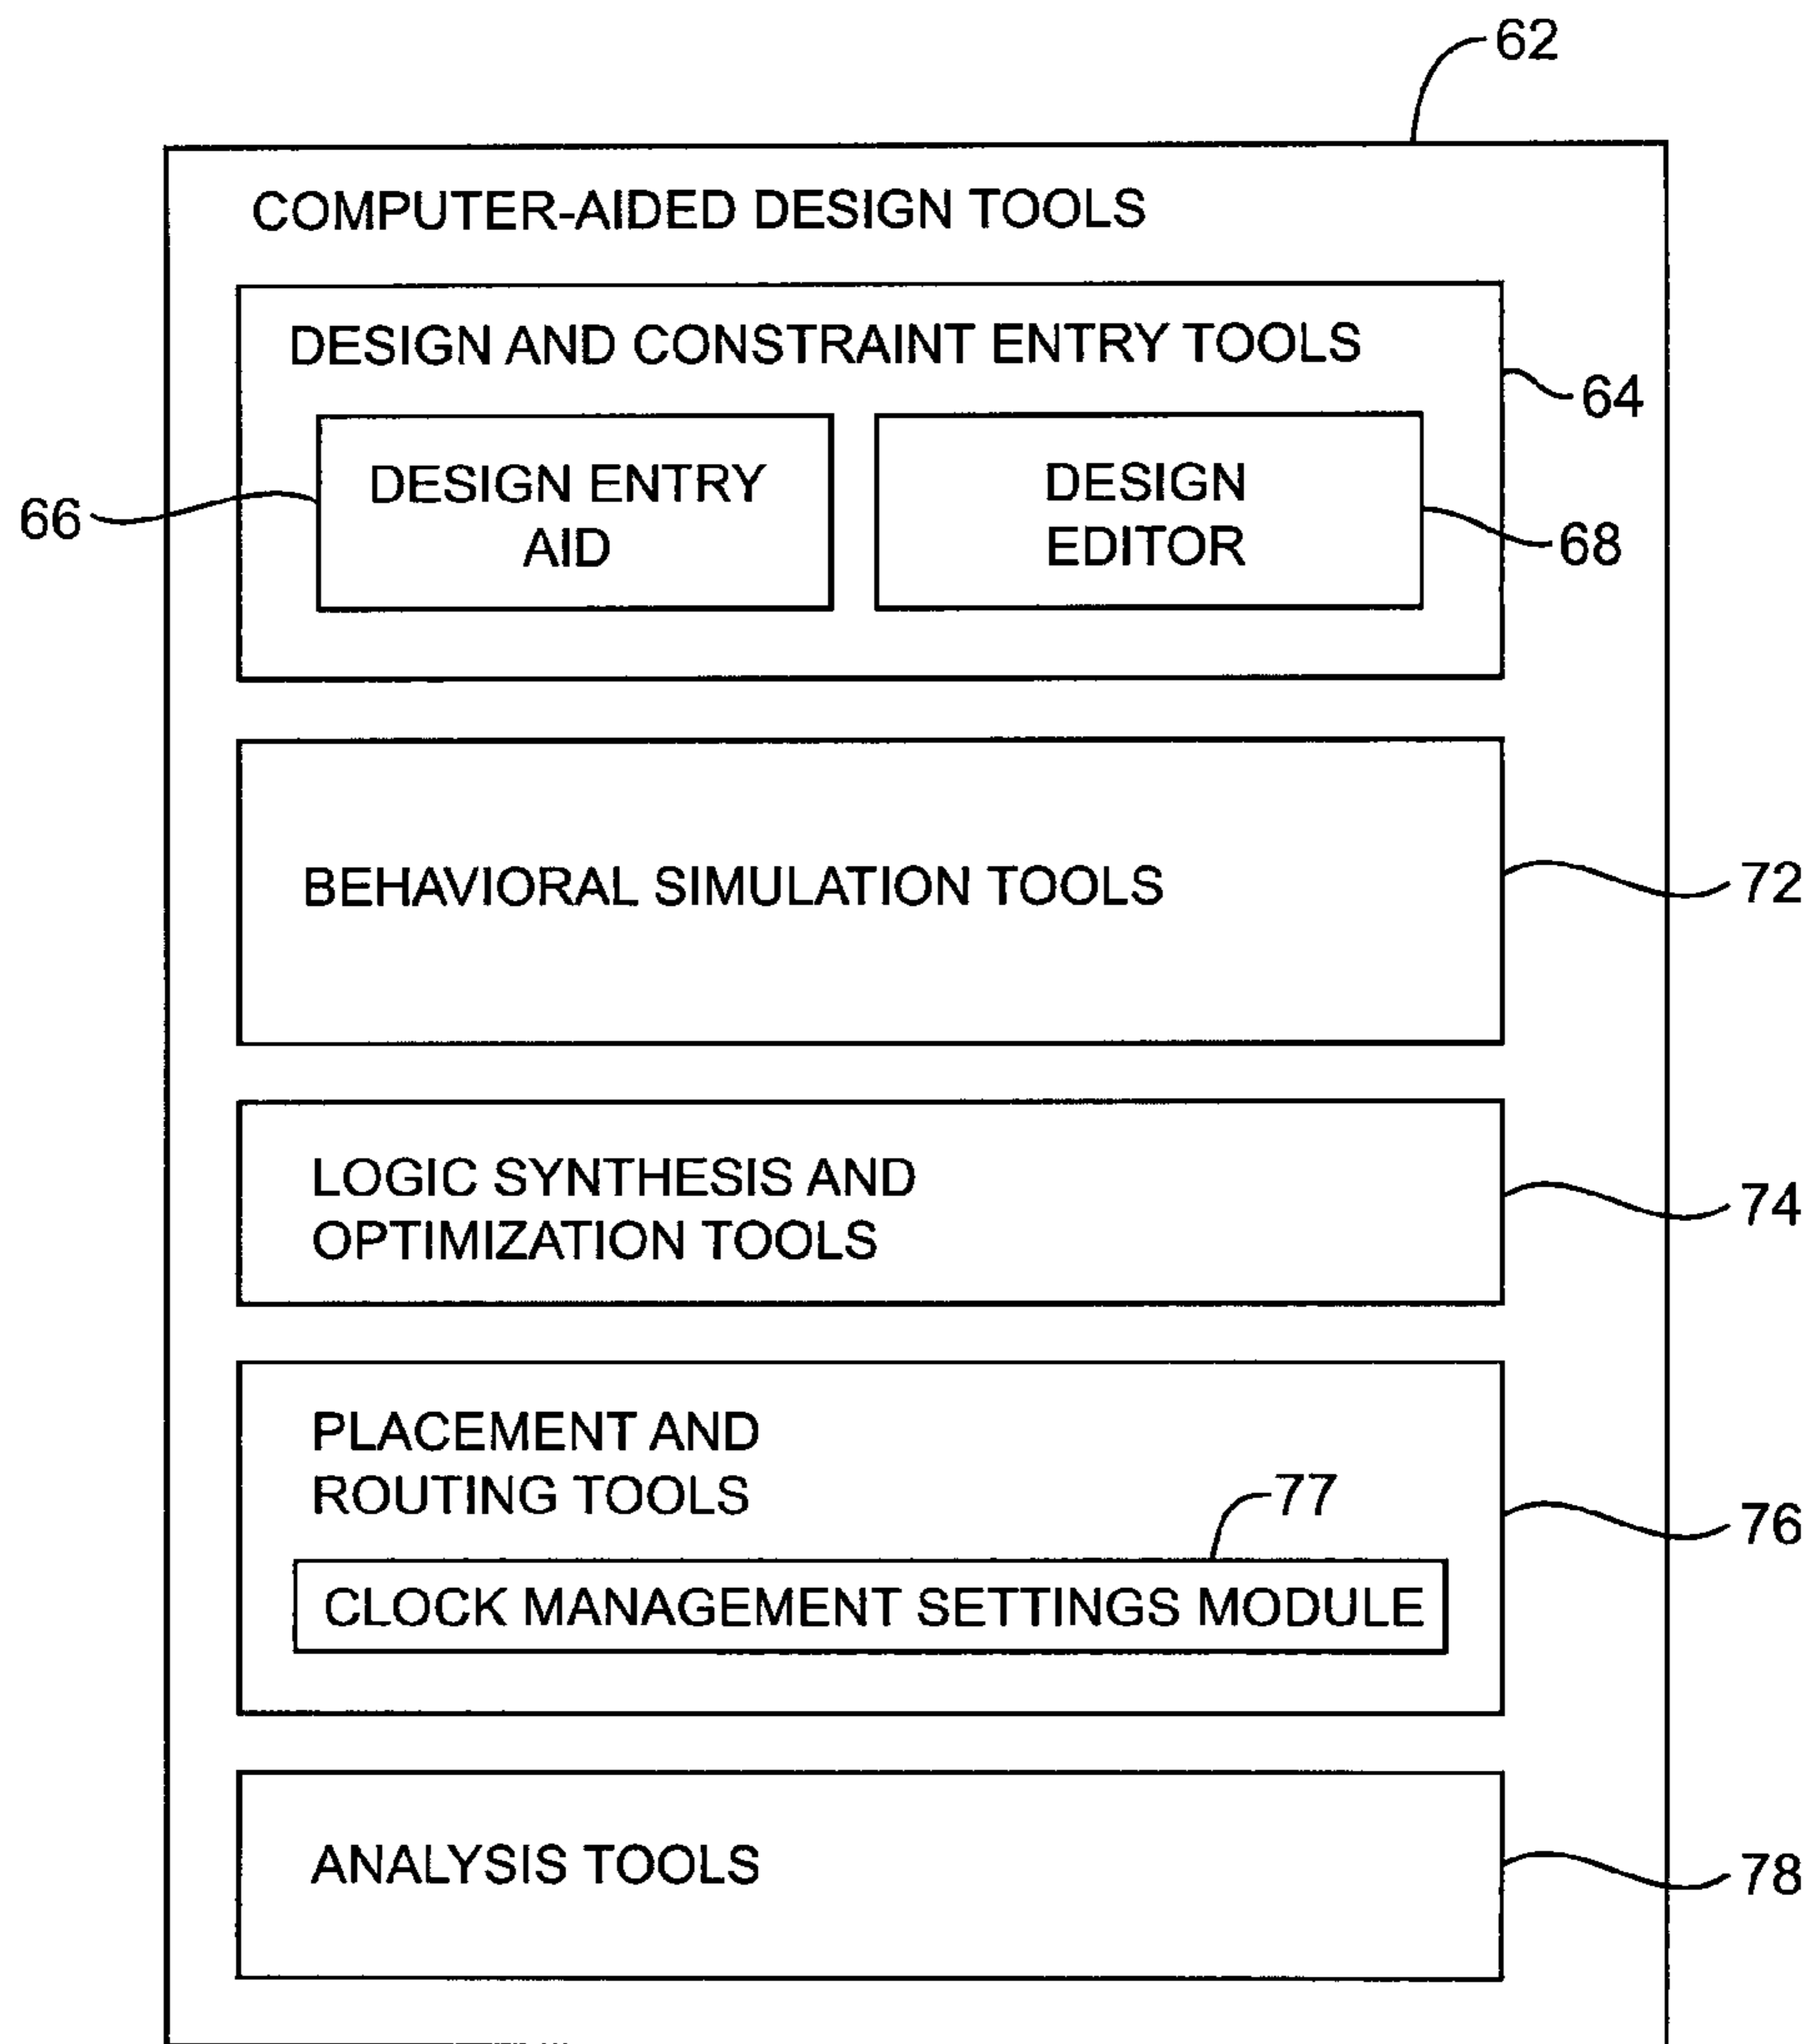 62
COMPUTER-AIDED DESIGN TOOLS
DESIGN AND CONSTRAINT ENTRY TOOLS
64
DESIGN ENTRY
AID
66
DESIGN
EDITOR
68
BEHAVIORAL SIMULATION TOOLS
72
LOGIC SYNTHESIS AND
OPTIMIZATION TOOLS
74
PLACEMENT AND
ROUTING TOOLS
76
77
CLOCK MANAGEMENT SETTINGS MODULE
ANALYSIS TOOLS
78